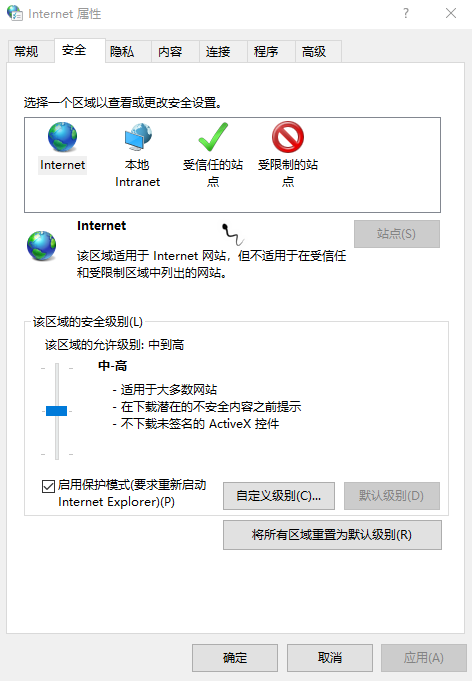 Internet 属性
?
常规
安全
隐私
内容
连接
程序
高级
选择一个区域以查看或更改安全设置。
Internet
本地
Intranet
受信任的站
点
受限制的站
点
Internet
站点(S)
该区域适用于 Internet 网站，但不适用于在受信任
和受限制区域中列出的网站。
该区域的安全级别(L)
该区域的允许级别: 中到高
中-高
- 适用于大多数网站
- 在下载潜在的不安全内容之前提示
- 不下载未签名的 ActiveX 控件
启用保护模式(要求重新启动
Internet Explorer)(P)
自定义级别(C)...
默认级别(D)
将所有区域重置为默认级别(R)
确定
取消
应用(A)